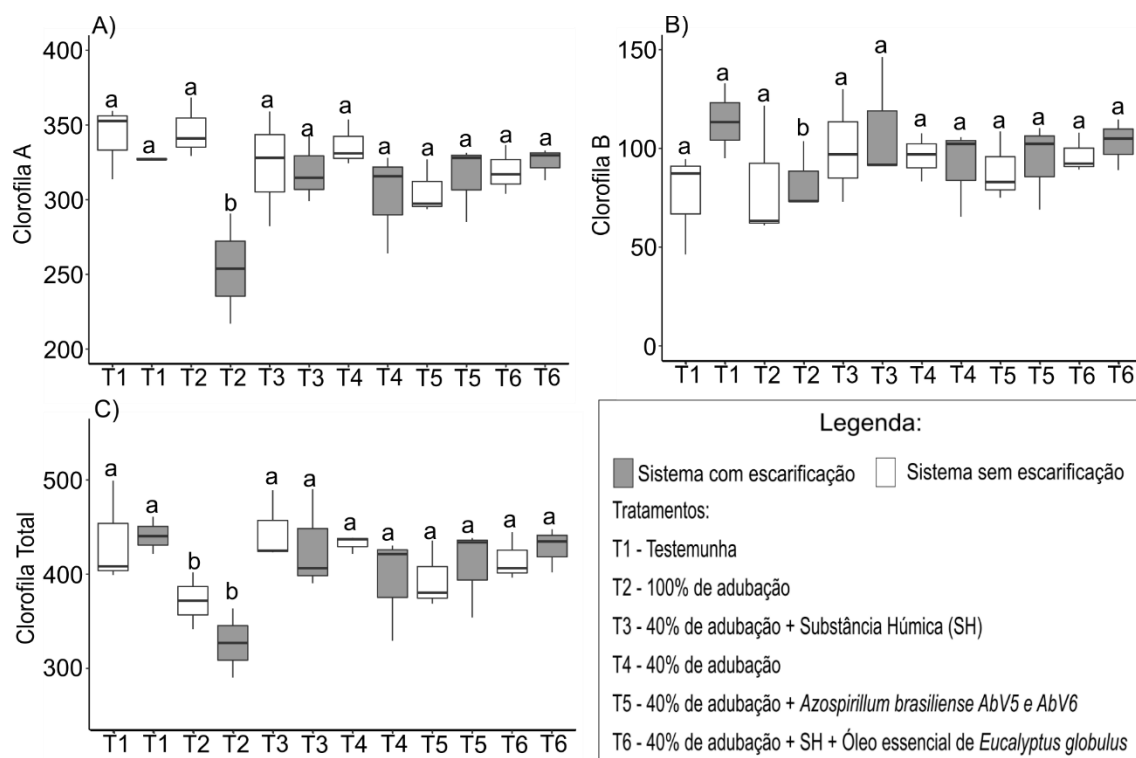 A)
400
350
300
250
200
Clorofila A
a a a b a a a a a a a a
T1 T1 T2 T2 T3 T3 T4 T4 T5 T5 T6 T6
B)
150
100
50
0
Clorofila B
a a a b a a a a a a a a
T1 T1 T2 T2 T3 T3 T4 T4 T5 T5 T6 T6
C)
500
400
300
Clorofila Total
a a b b a a a a a a a a
T1 T1 T2 T2 T3 T3 T4 T4 T5 T5 T6 T6
Legenda:
Sistema com escarificação Sistema sem escarificação
Tratamentos:
T1 - Testemunha
T2 - 100% de adubação
T3 - 40% de adubação + Substância Húmica (SH)
T4 - 40% de adubação
T5 - 40% de adubação + Azospirillum brasiliense AbV5 e AbV6
T6 - 40% de adubação + SH + Óleo essencial de Eucalyptus globulus